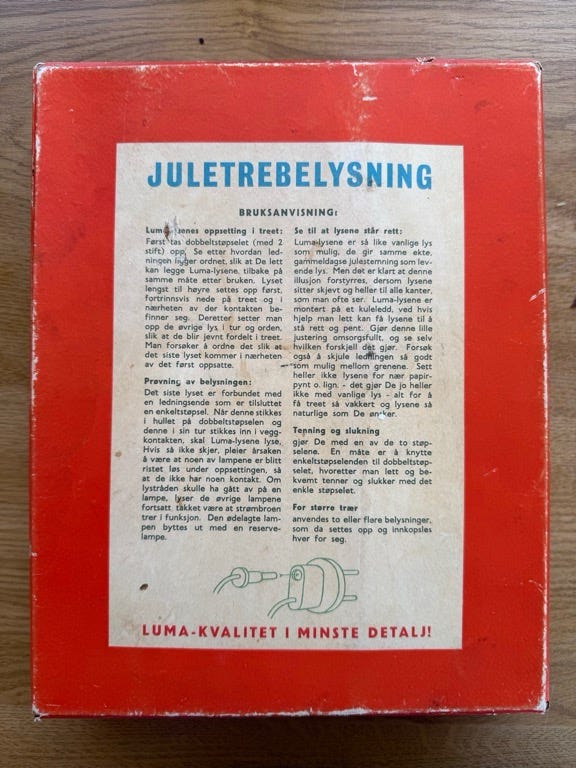 JULETREBELYSNING
BRUKSANVISNING:
Luma-lysenes oppsetting i treet:
Først tas dobbeltstøpselet (med 2
stift) opp. Se etter hvordan led-
ningen ligger ordnet, slik at De lett
kan legge Luma-lysene, tilbake på
samme måte etter bruken. Lyset
lengst til høyre settes opp først,
fortrinnsvis nede på treet og i
nærheten av der kontakten be-
finner seg. Deretter setter man
opp de øvrige lys i tur og orden,
slik at de blir jevnt fordelt i treet.
Man forsøker å ordne det slik at
det siste lyset kommer i nærheten
av det først oppsatte.
Prøvning av belysningen:
Det siste lyset er forbundet med
en ledningsende som er tilsluttet
en enkeltstøpsel. Når denne stikkes
i hullet på dobbeltstøpselen og
denne i sin tur stikkes inn i vegg-
kontakten, skal Luma-lysene lyse.
Hvis så ikke skjer, pleier årsaken
å være at noen av lampene er blitt
ristet løs under oppsettingen, så
at de ikke har noen kontakt. Om
lystråden skulle ha gått av på en
lampe, lyser de øvrige lampene
fortsatt takket være at strømbroen
trer i funksjon. Den ødelagte lam-
pen byttes ut med en reserve-
lampe.
Se til at lysene står rett:
Luma-lysene er så like vanlige lys
som mulig, de gir samme ekte,
gammeldagse julestemning som lev-
ende lys. Men det er klart at denne
illusjon forstyrres, dersom lysene
sitter skjevt og heller til alle kanter,
som man ofte ser. Luma-lysene er
montert på et kuleledd, ved hvis
hjelp man lett kan få lysene til å
stå rett og pent. Gjør denne lille
justering omsorgsfullt, og se selv
hvilken forskjell det gjør. Forsøk
også å skjule ledningen så godt
som mulig mellom grenene. Sett
heller ikke lysene for nær papir-
pynt o. lign. - det gjør De jo heller
ikke med vanlige lys - alt for å
få treet så vakkert og lysene så
naturlige som De ønsker.
Tenning og slukking
gjør De med en av de to støp-
selene. En måte er å knytte
enkeltstøpselenden til dobbeltstøp-
selet, hvoretter man lett og be-
kvemt tenner og slukker med det
enkle støpselet.
For større trær
anvendes to eller flere belysninger,
som da settes opp og innkoples
hver for seg.
LUMA-KVALITET I MINSTE DETALJ!